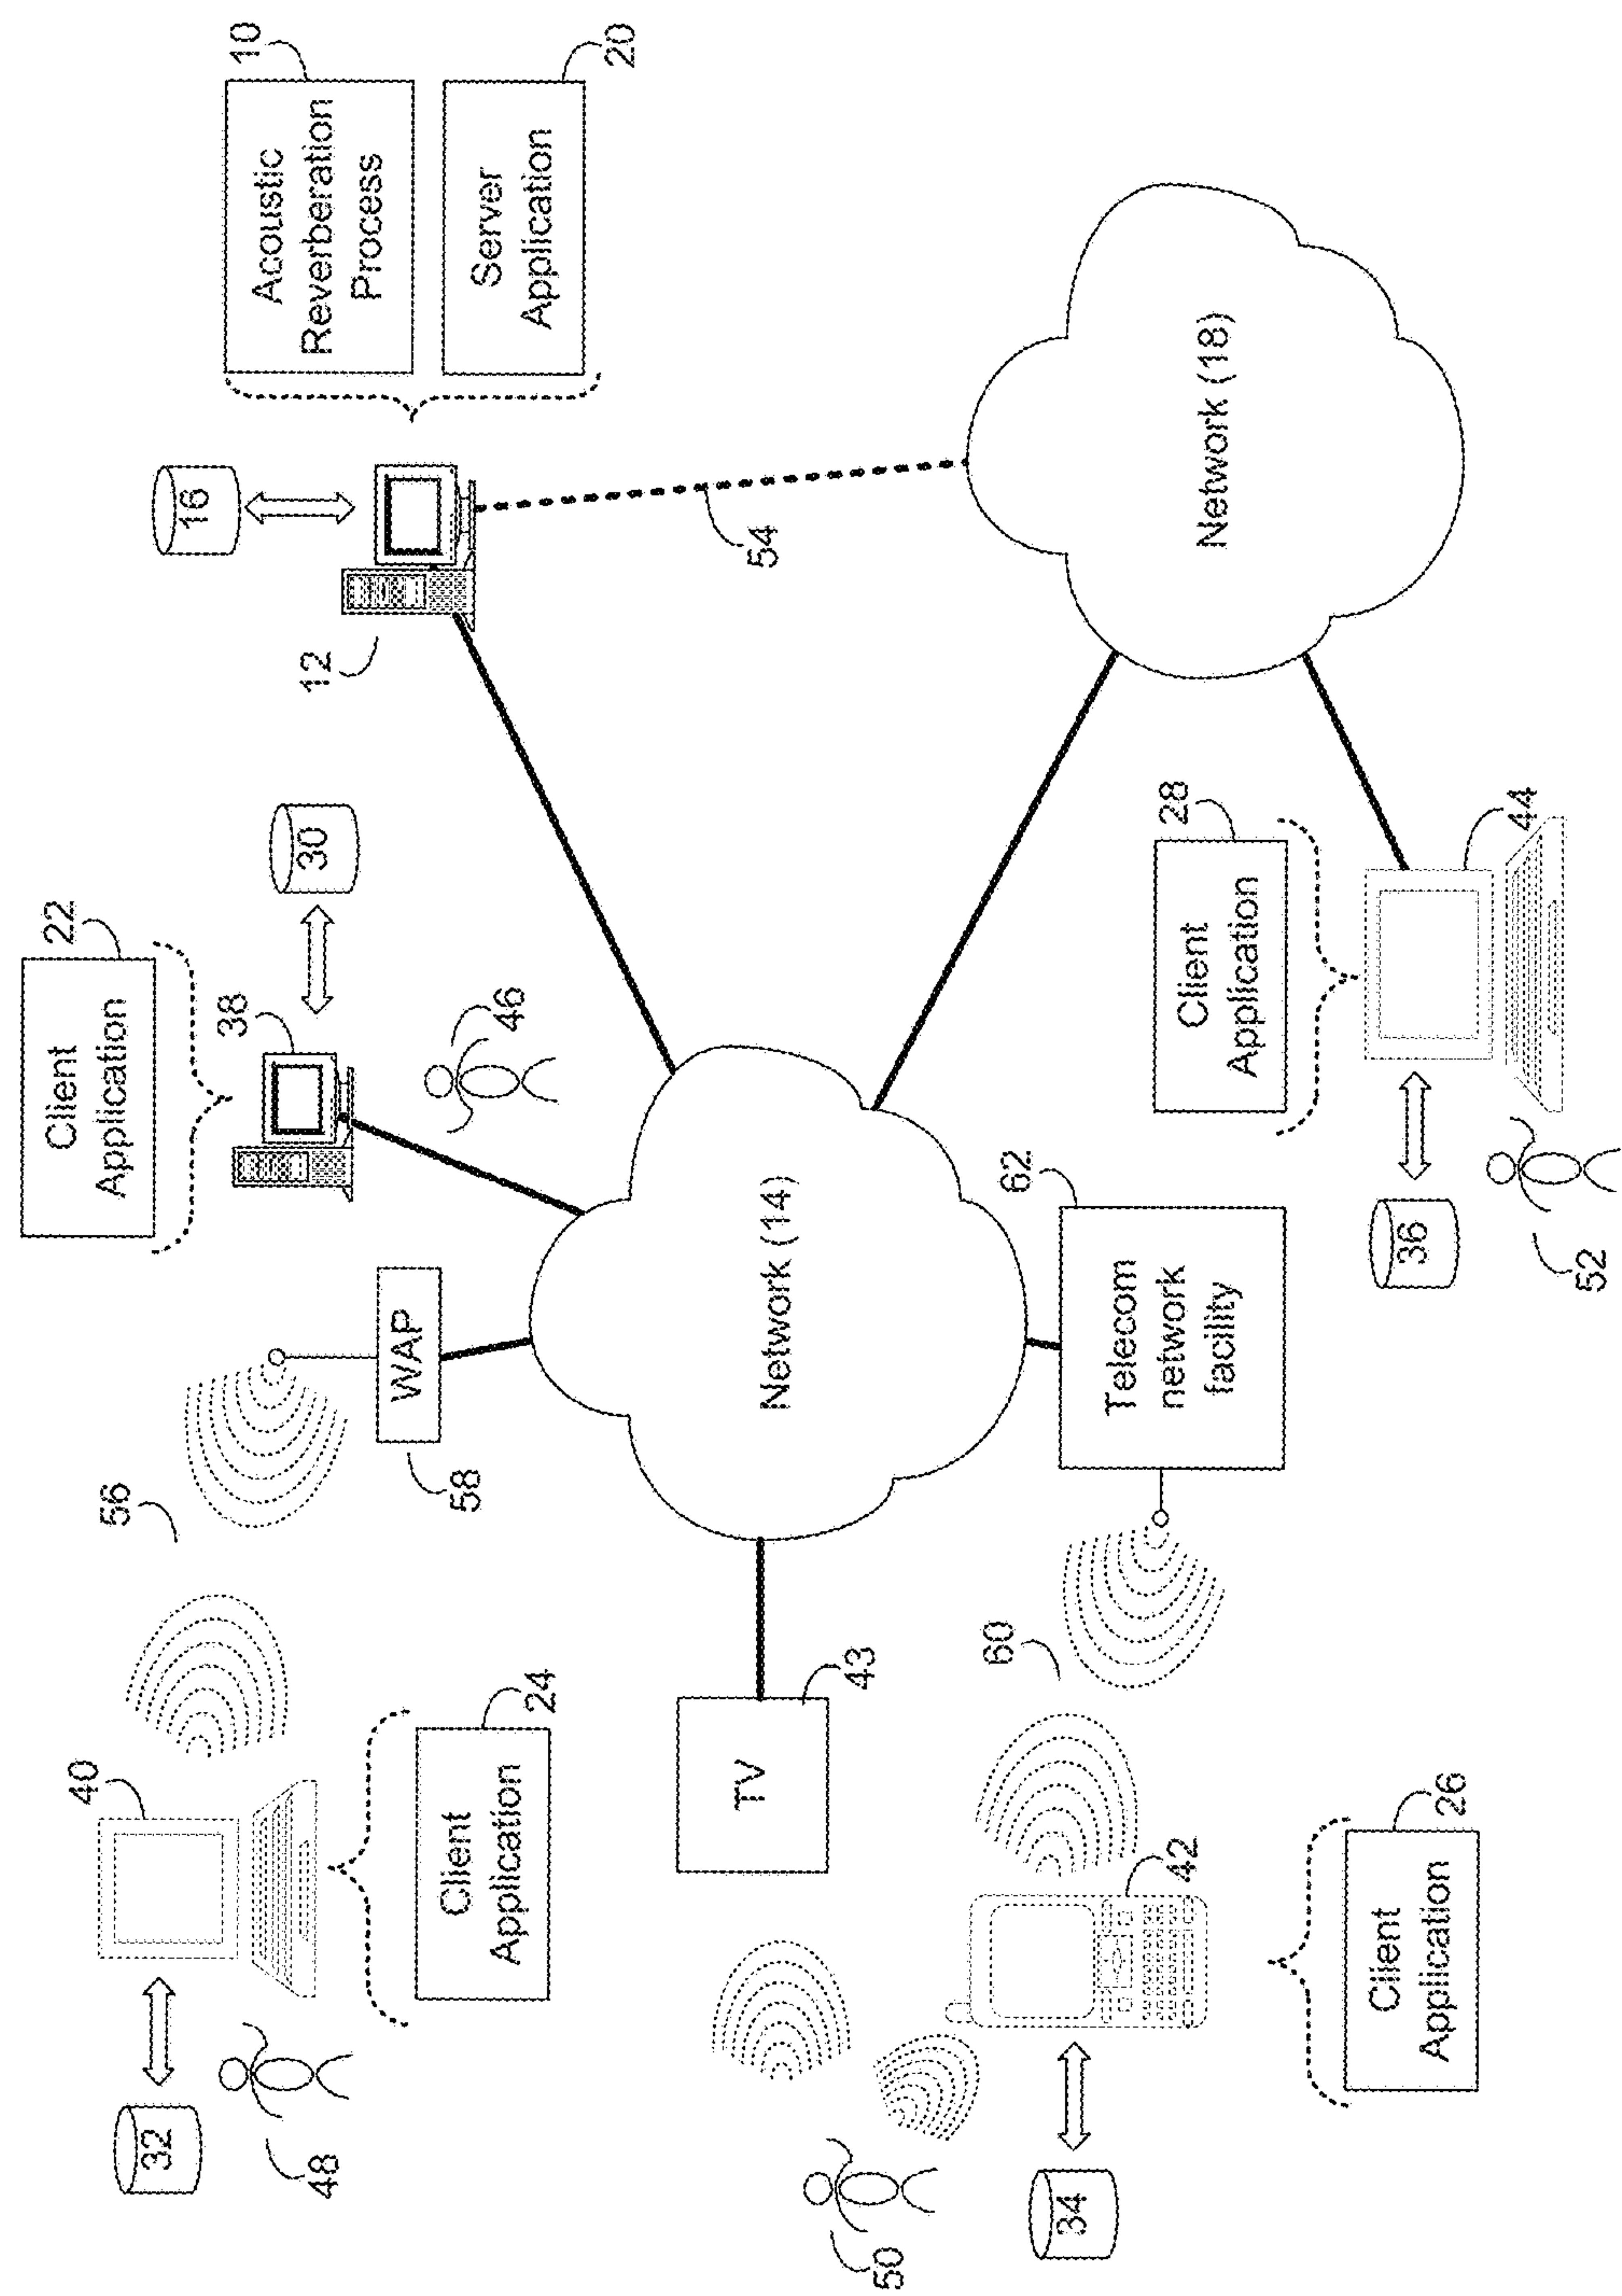 22
Client
Application
40
56
32
16
38
10
Acoustic
Reverberation
Process
30
12
48
WAP
58
24
Client
Application
Server
Application
20
46
TV
43
Network (14)
54
50
60
62
34
Telecom
network
facility
42
28
Client
Application
Network (18)
26
Client
Application
36
44
52